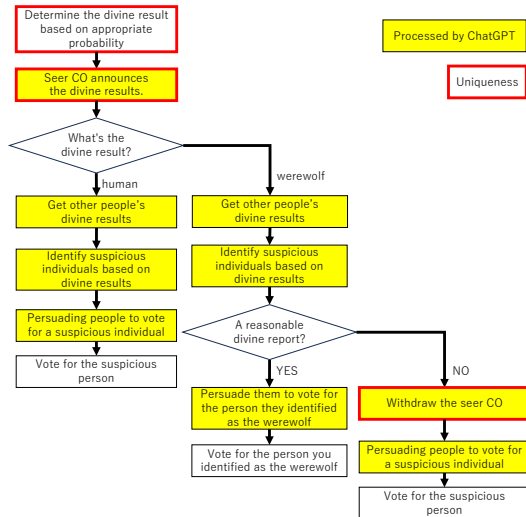 Determine the divine result
based on appropriate
probability
Processed by ChatGPT
Seer CO announces
the divine results.
Uniqueness
What's the
divine result?
human
werewolf
Get other people's
divine results
Get other people's
divine results
Identify suspicious
individuals based on
divine results
Identify suspicious
individuals based on
divine results
Persuading people to vote
for a suspicious individual
A reasonable
divine report?
Vote for the suspicious
person
YES
NO
Persuade them to vote for
the person they identified
as the werewolf
Withdraw the seer CO
Vote for the person you
identified as the werewolf
Persuading people to vote for
a suspicious individual
Vote for the suspicious
person